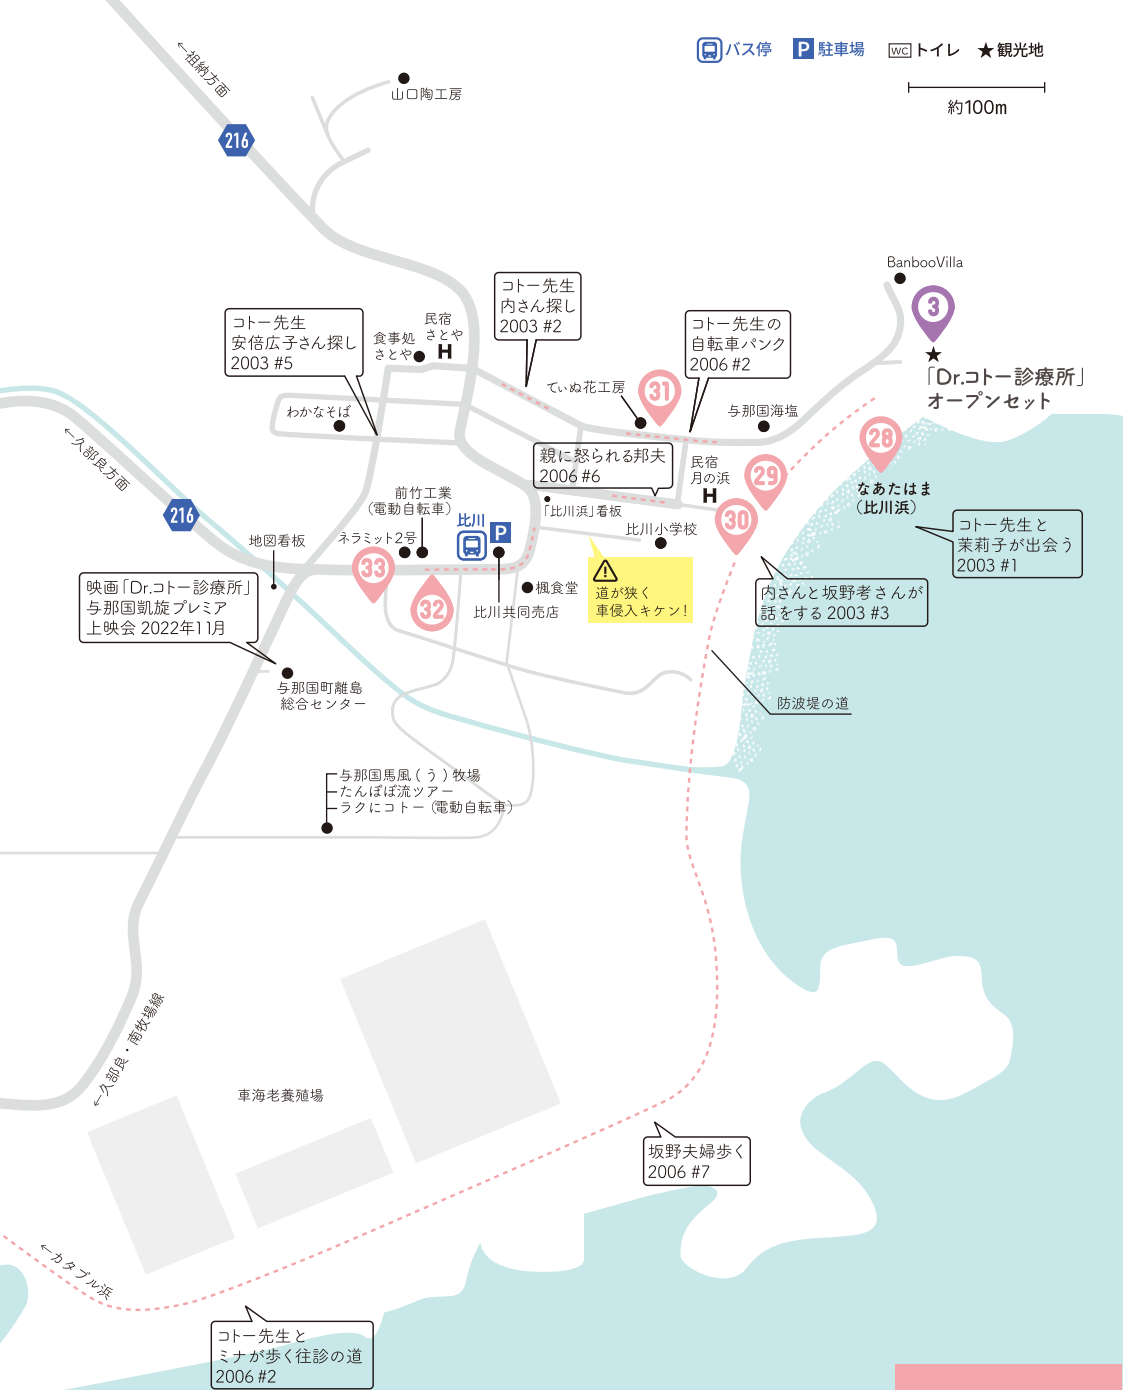 バス停
P 駐車場
WC トイレ
★観光地
約100m
←祖納方面
山口陶工房
216
BanbooVilla
3
★
「Dr.コトー診療所」
オープンセット
コトー先生
内さん探し
2003 #2
コトー先生
安倍広子さん探し
2003 #5
民宿
さとや
H
食事処
さとや
コトー先生の
自転車パンク
2006 #2
ていぬ花工房
31
与那国海塩
わかなそば
28
なあたはま
(比川浜)
←久部良方面
親に怒られる邦夫
2006 #6
民宿
月の浜
H
29
30
216
前竹工業
(電動自転車)
比川
P
「比川浜」看板
比川小学校
コトー先生と
茉莉子が出会う
2003 #1
地図看板
ネラミット2号
33
32
楓食堂
比川共同売店
道が狭く
車侵入キケン!
内さんと坂野孝さんが
話をする 2003 #3
映画「Dr.コトー診療所」
与那国凱旋プレミア
上映会 2022年11月
与那国町離島
総合センター
防波堤の道
与那国馬風(う)牧場
たんぽぽ流ツアー
ラクにコトー(電動自転車)
←久部良・南牧場線
車海老養殖場
坂野夫婦歩く
2006 #7
←カタブル浜
コトー先生と
ミナが歩く往診の道
2006 #2